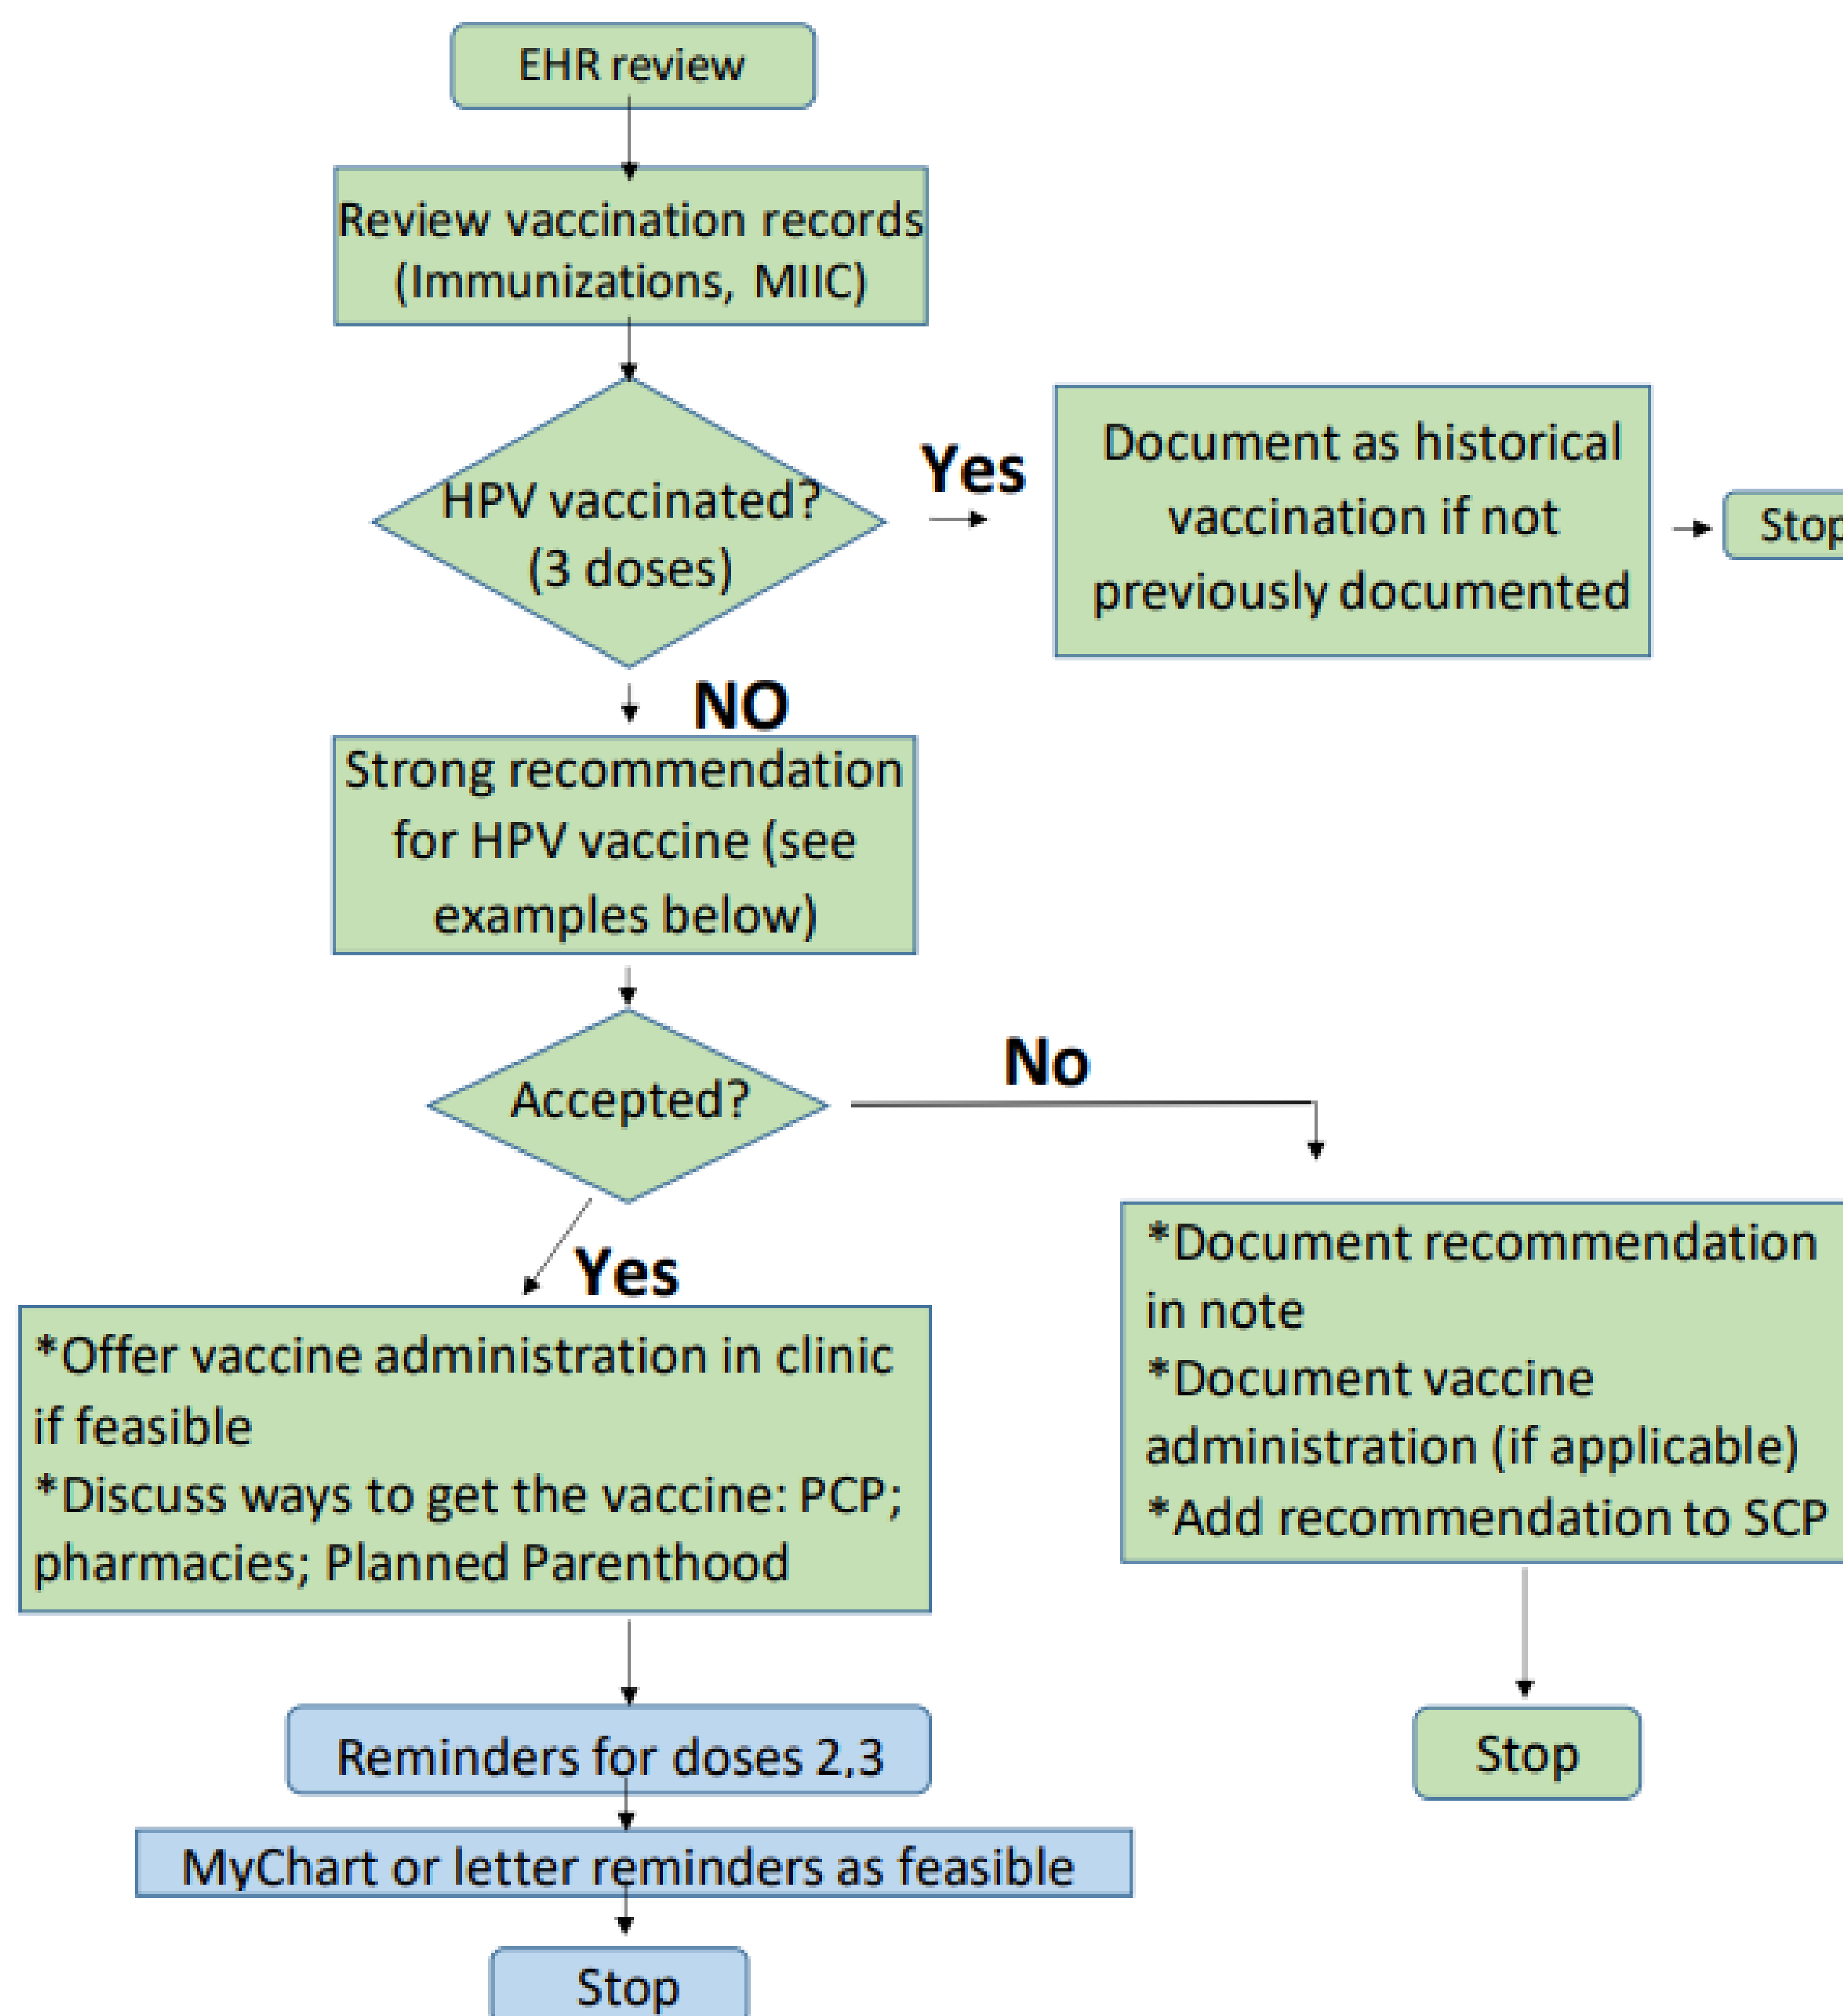 EHR review
Review vaccination records
(Immunizations, MIIC)
HPV vaccinated?
(3 doses)
Yes
Document as historical
vaccination if not
previously documented
Stop
NO
Strong recommendation
for HPV vaccine (see
examples below)
Accepted?
No
Yes
*Offer vaccine administration in clinic
if feasible
*Discuss ways to get the vaccine: PCP;
pharmacies; Planned Parenthood
*Document recommendation
in note
*Document vaccine
administration (if applicable)
*Add recommendation to SCP
Reminders for doses 2,3
Stop
MyChart or letter reminders as feasible
Stop